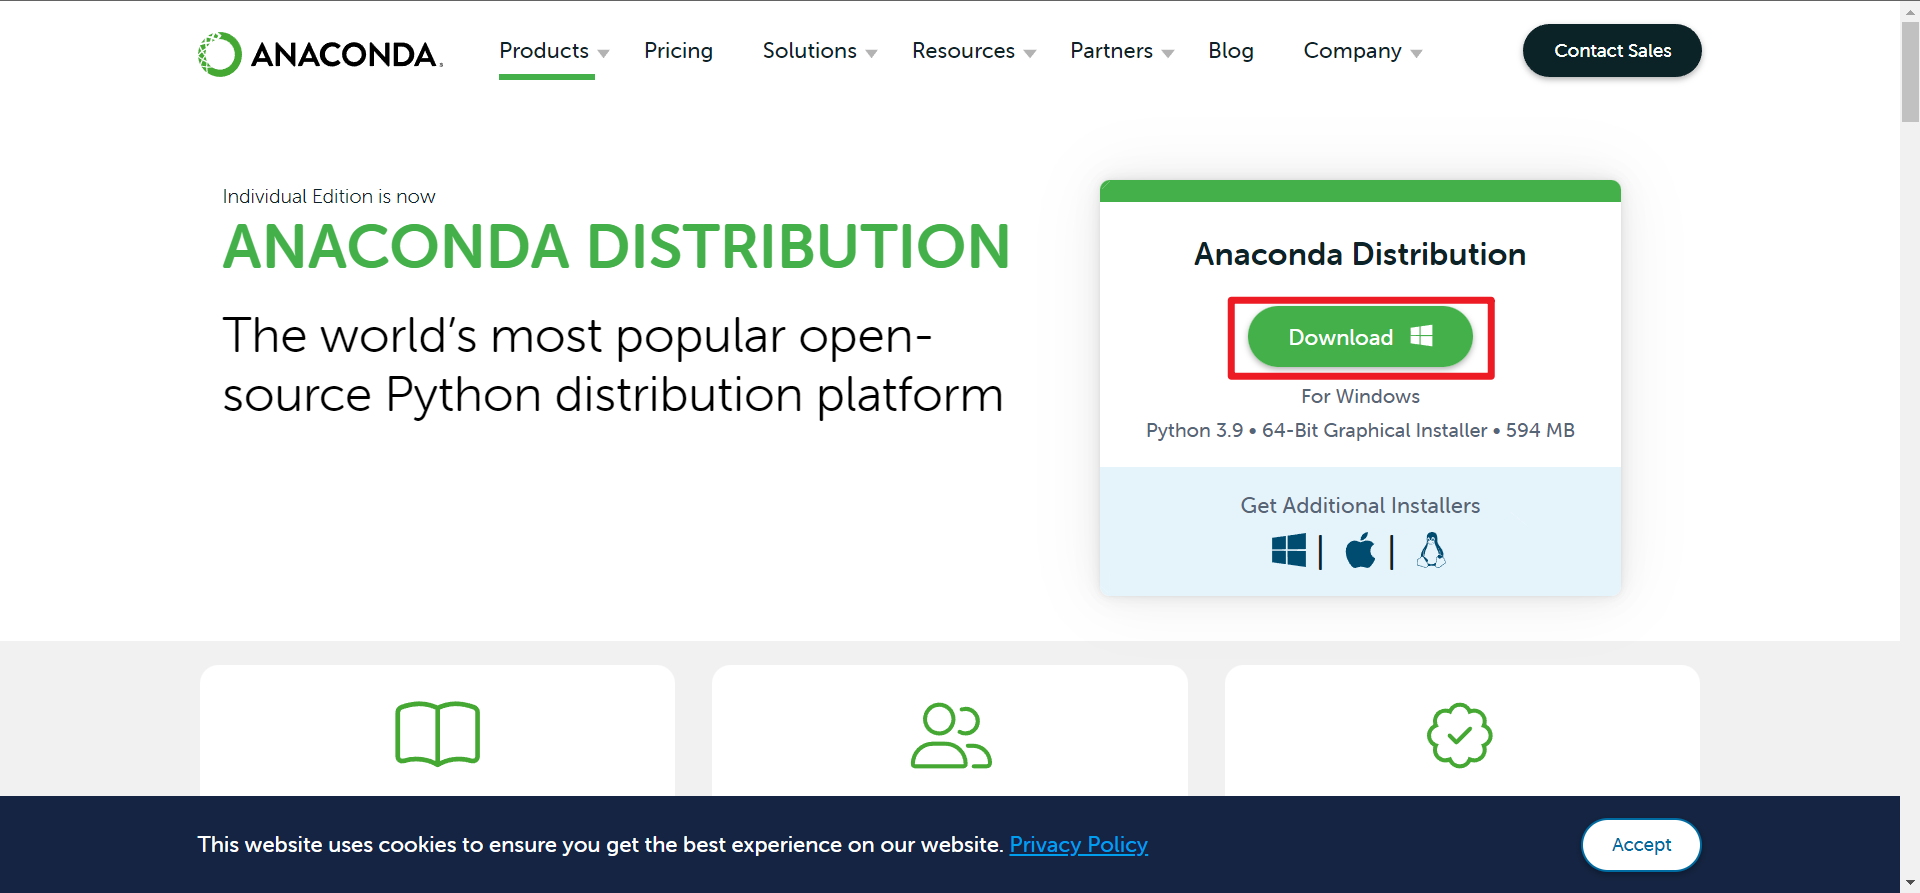 ANACONDA.
Products Pricing Solutions Resources Partners Blog Company
Contact Sales
Individual Edition is now
ANACONDA DISTRIBUTION
The world’s most popular open-
source Python distribution platform
Anaconda Distribution
Download
For Windows
Python 3.9 • 64-Bit Graphical Installer • 594 MB
Get Additional Installers
This website uses cookies to ensure you get the best experience on our website. Privacy Policy
Accept